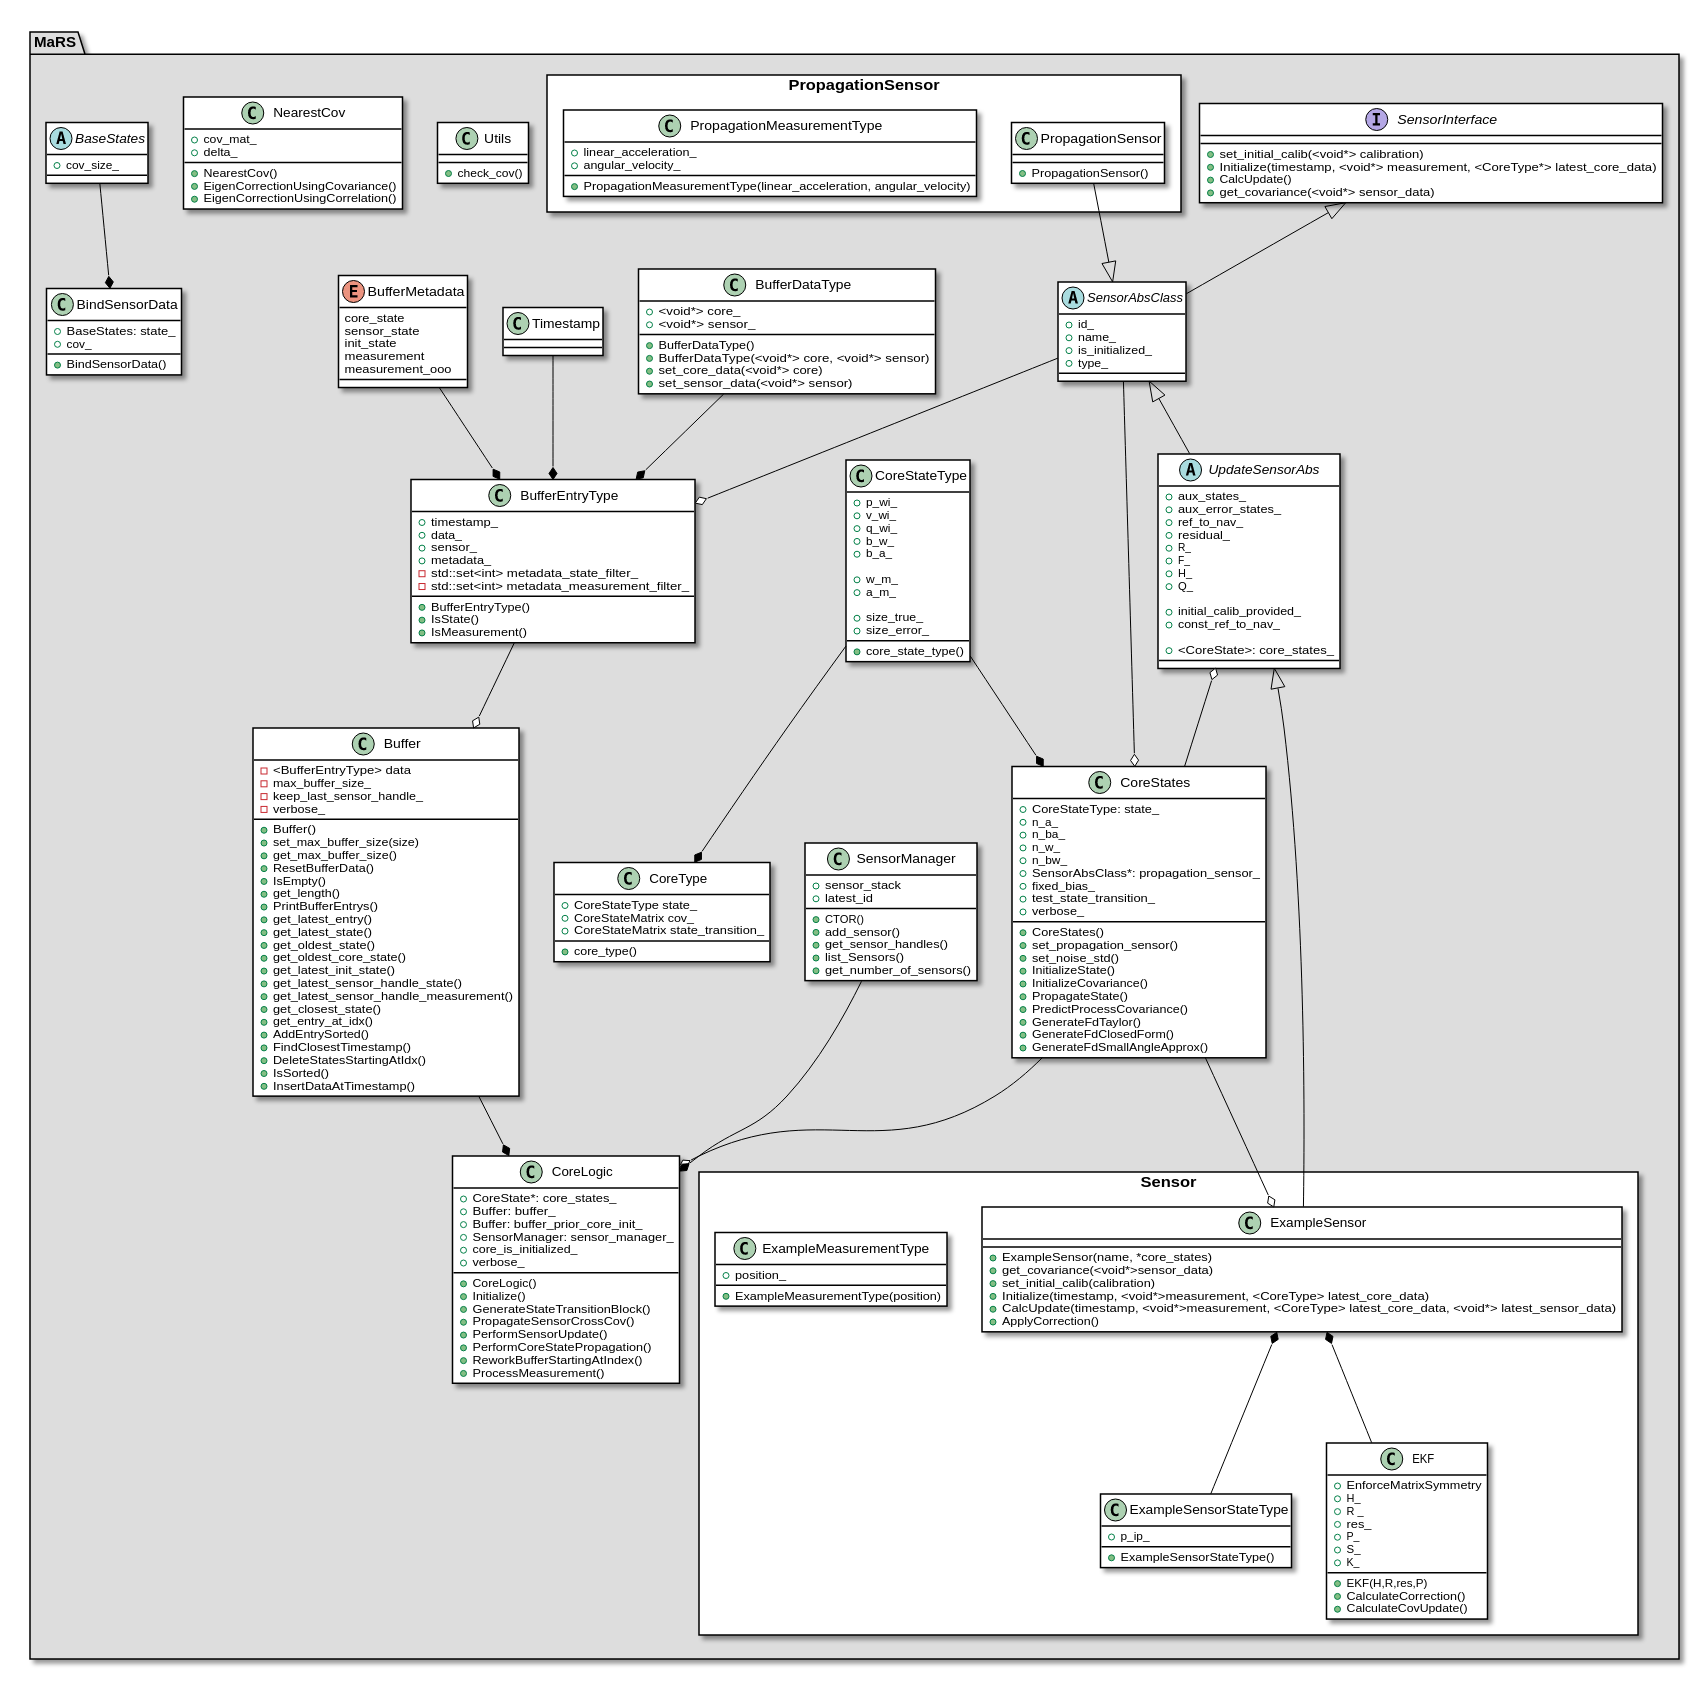 MaRS
PropagationSensor
C PropagationMeasurementType
linear_acceleration_
angular_velocity_
PropagationMeasurementType(linear_acceleration, angular_velocity)
C PropagationSensor
PropagationSensor()
A BaseStates
cov_size_
C NearestCov
cov_mat_
delta_
NearestCov()
EigenCorrectionUsingCovariance()
EigenCorrectionUsingCorrelation()
C Utils
check_cov()
I SensorInterface
set_initial_calib(<void*> calibration)
Initialize(timestamp, <void*> measurement, <CoreType*> latest_core_data)
CalcUpdate()
get_covariance(<void*> sensor_data)
C BindSensorData
BaseStates: state_
cov_
BindSensorData()
E BufferMetadata
core_state
sensor_state
init_state
measurement
measurement_ooo
C Timestamp
C BufferDataType
<void*> core_
<void*> sensor_
BufferDataType()
BufferDataType(<void*> core, <void*> sensor)
set_core_data(<void*> core)
set_sensor_data(<void*> sensor)
A SensorAbsClass
id_
name_
is_initialized_
type_
C BufferEntryType
timestamp_
data_
sensor_
metadata_
std::set<int> metadata_state_filter_
std::set<int> metadata_measurement_filter_
BufferEntryType()
IsState()
IsMeasurement()
C CoreStateType
p_wi_
v_wi_
q_wi_
b_w_
b_a_
w_m_
a_m_
size_true_
size_error_
core_state_type()
A UpdateSensorAbs
aux_states_
aux_error_states_
ref_to_nav_
residual_
R_
F_
H_
Q_
initial_calib_provided_
const_ref_to_nav_
<CoreState>: core_states_
C Buffer
<BufferEntryType> data
max_buffer_size_
keep_last_sensor_handle_
verbose_
Buffer()
set_max_buffer_size(size)
get_max_buffer_size()
ResetBufferData()
IsEmpty()
get_length()
PrintBufferEntrys()
get_latest_entry()
get_latest_state()
get_oldest_state()
get_oldest_core_state()
get_latest_init_state()
get_latest_sensor_handle_state()
get_latest_sensor_handle_measurement()
get_closest_state()
get_entry_at_idx()
AddEntrySorted()
FindClosestTimestamp()
DeleteStatesStartingAtIdx()
IsSorted()
InsertDataAtTimestamp()
C CoreType
CoreStateType state_
CoreStateMatrix cov_
CoreStateMatrix state_transition_
core_type()
C SensorManager
sensor_stack
latest_id
CTOR()
add_sensor()
get_sensor_handles()
list_Sensors()
get_number_of_sensors()
C CoreStates
CoreStateType: state_
n_a_
n_ba_
n_w_
n_bw_
SensorAbsClass*: propagation_sensor_
fixed_bias_
test_state_transition_
verbose_
CoreStates()
set_propagation_sensor()
set_noise_std()
InitializeState()
InitializeCovariance()
PropagateState()
PredictProcessCovariance()
GenerateFdTaylor()
GenerateFdClosedForm()
GenerateFdSmallAngleApprox()
C CoreLogic
CoreState*: core_states_
Buffer: buffer_
Buffer: buffer_prior_core_init_
SensorManager: sensor_manager_
core_is_initialized_
verbose_
CoreLogic()
Initialize()
GenerateStateTransitionBlock()
PropagateSensorCrossCov()
PerformSensorUpdate()
PerformCoreStatePropagation()
ReworkBufferStartingAtIndex()
ProcessMeasurement()
Sensor
C ExampleMeasurementType
position_
ExampleMeasurementType(position)
C ExampleSensor
ExampleSensor(name, *core_states)
get_covariance(<void*>sensor_data)
set_initial_calib(calibration)
Initialize(timestamp, <void*>measurement, <CoreType> latest_core_data)
CalcUpdate(timestamp, <void*>measurement, <CoreType> latest_core_data, <void*> latest_sensor_data)
ApplyCorrection()
C ExampleSensorStateType
p_ip_
ExampleSensorStateType()
C EKF
EnforceMatrixSymmetry
H_
R _
res_
P_
S_
K_
EKF(H,R,res,P)
CalculateCorrection()
CalculateCovUpdate()